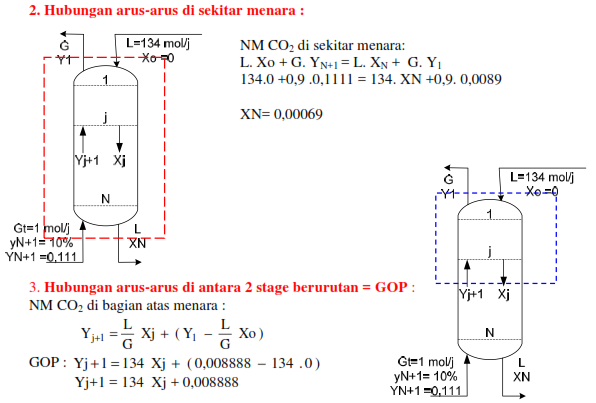 2. Hubungan arus-arus di sekitar menara :
G
Y1
L=134 mol/j
Xo =0
1
j
Yj+1 Xj
N
Gt=1 mol/j
yN+1= 10%
YN+1 =0,111
L
XN
NM CO₂ di sekitar menara:
L. Xo + G. Y_{N+1} = L. X_N + G. Y₁
134.0 +0,9 .0,1111 = 134. XN +0,9. 0,0089
XN= 0,00069
G
Y1
L=134 mol/j
Xo =0
1
j
Yj+1 Xj
N
Gt=1 mol/j
yN+1= 10%
YN+1 =0,111
L
XN
3. Hubungan arus-arus di antara 2 stage berurutan = GOP :
NM CO₂ di bagian atas menara :
Y_{j+1} = L/G Xj + ( Y₁ − L/G Xo )
GOP : Yj+1 = 134 Xj + ( 0,008888 − 134 .0 )
Yj+1 = 134 Xj + 0,008888